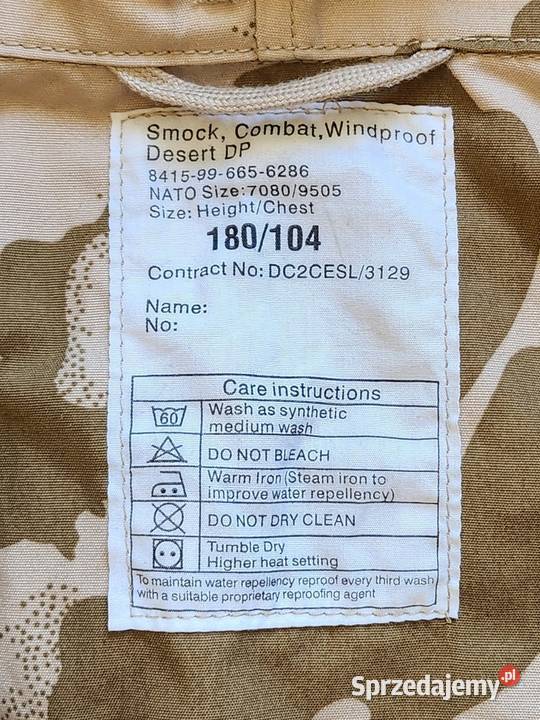 Smock, Combat,Windproof
Desert DP
8415-99-665-6286
NATO Size:7080/9505
Size: Height/Chest
180/104
Contract No: DC2CESL/3129
Name:
No:
Care instructions
60
Wash as synthetic
medium wash
DO NOT BLEACH
Warm Iron (Steam iron to
improve water repellency)
DO NOT DRY CLEAN
Tumble Dry
Higher heat setting
To maintain water repellency reproof every third wash
with a suitable proprietary reproofing agent
Sprzedajemy.pl